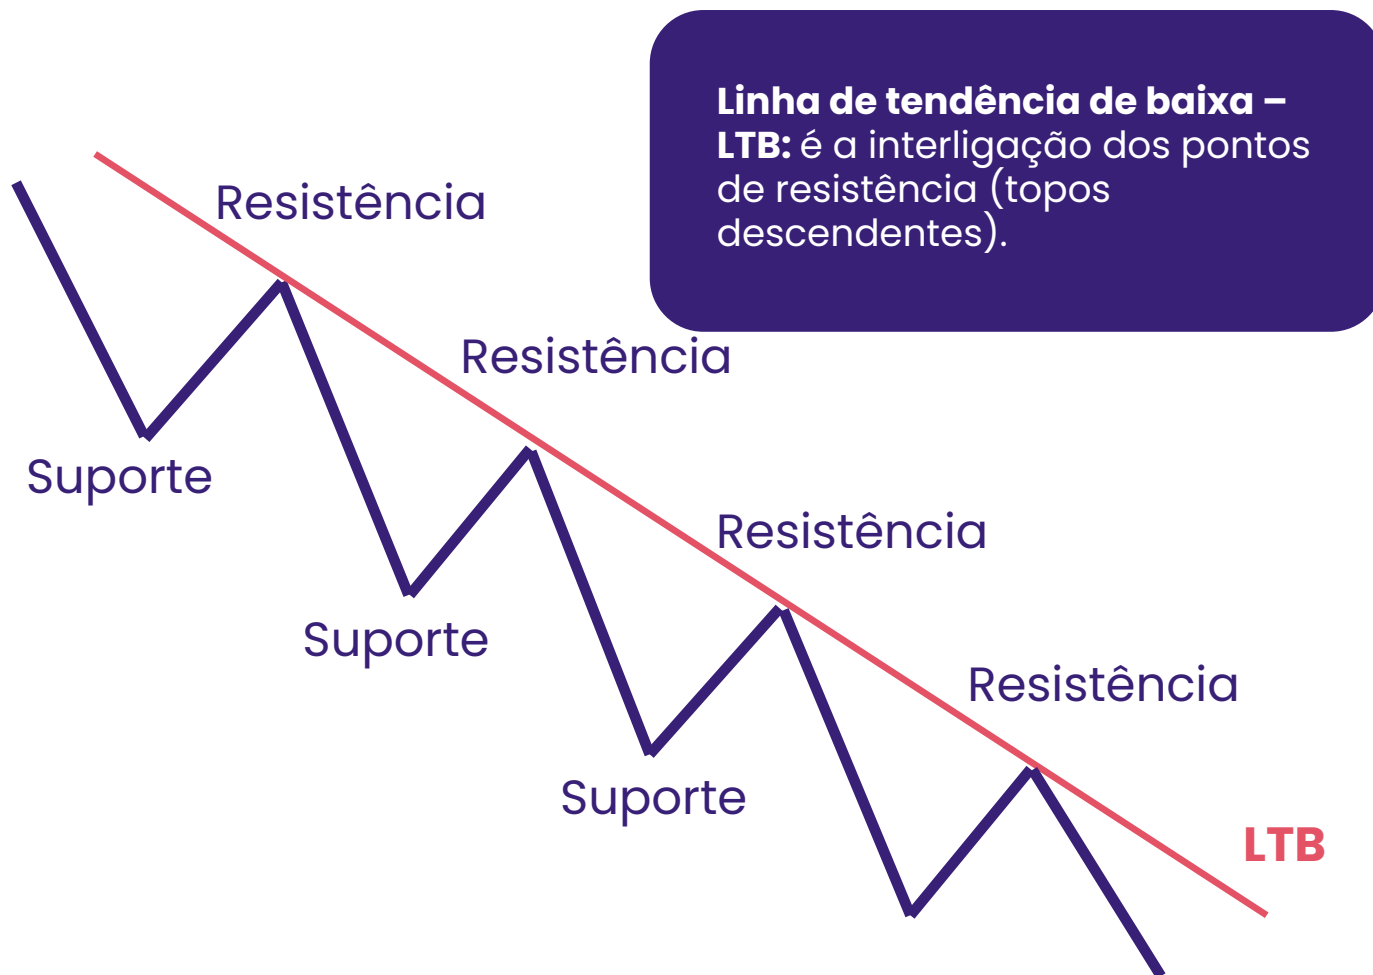 Linha de tendência de baixa –
LTB: é a interligação dos pontos
de resistência (topos
descendentes).
Resistência
Resistência
Suporte
Resistência
Suporte
Resistência
Suporte
LTB